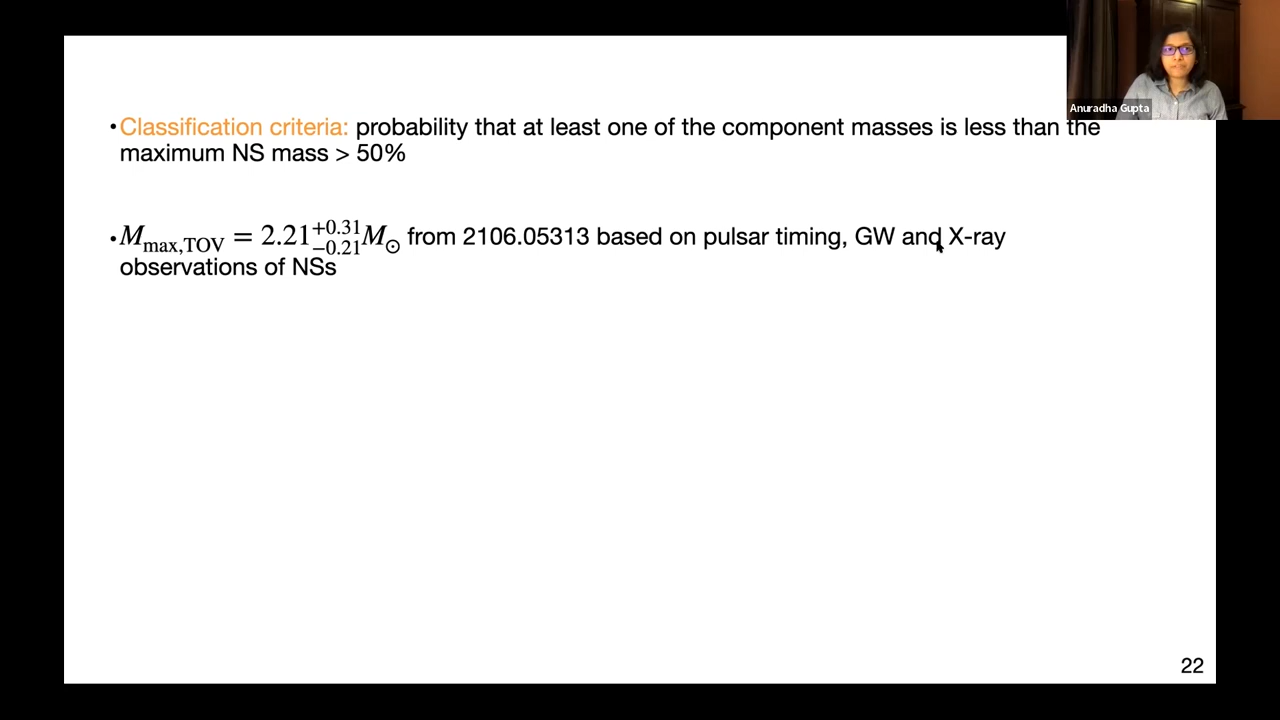 Anuradha Gupta
•Classification criteria: probability that at least one of the component masses is less than the
maximum NS mass > 50%
•M_max,TOV = 2.21^{+0.31}_{−0.21} M_⊙ from 2106.05313 based on pulsar timing, GW and X-ray
observations of NSs
22